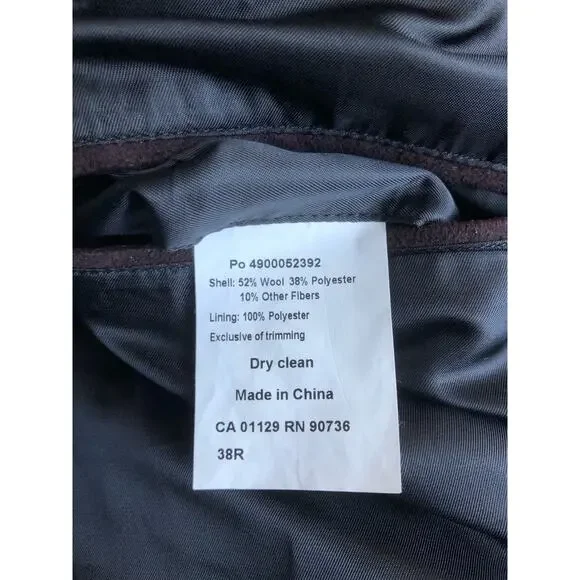 Po 4900052392
Shell: 52% Wool 38% Polyester
10% Other Fibers
Lining: 100% Polyester
Exclusive of trimming
Dry clean
Made in China
CA 01129 RN 90736
38R